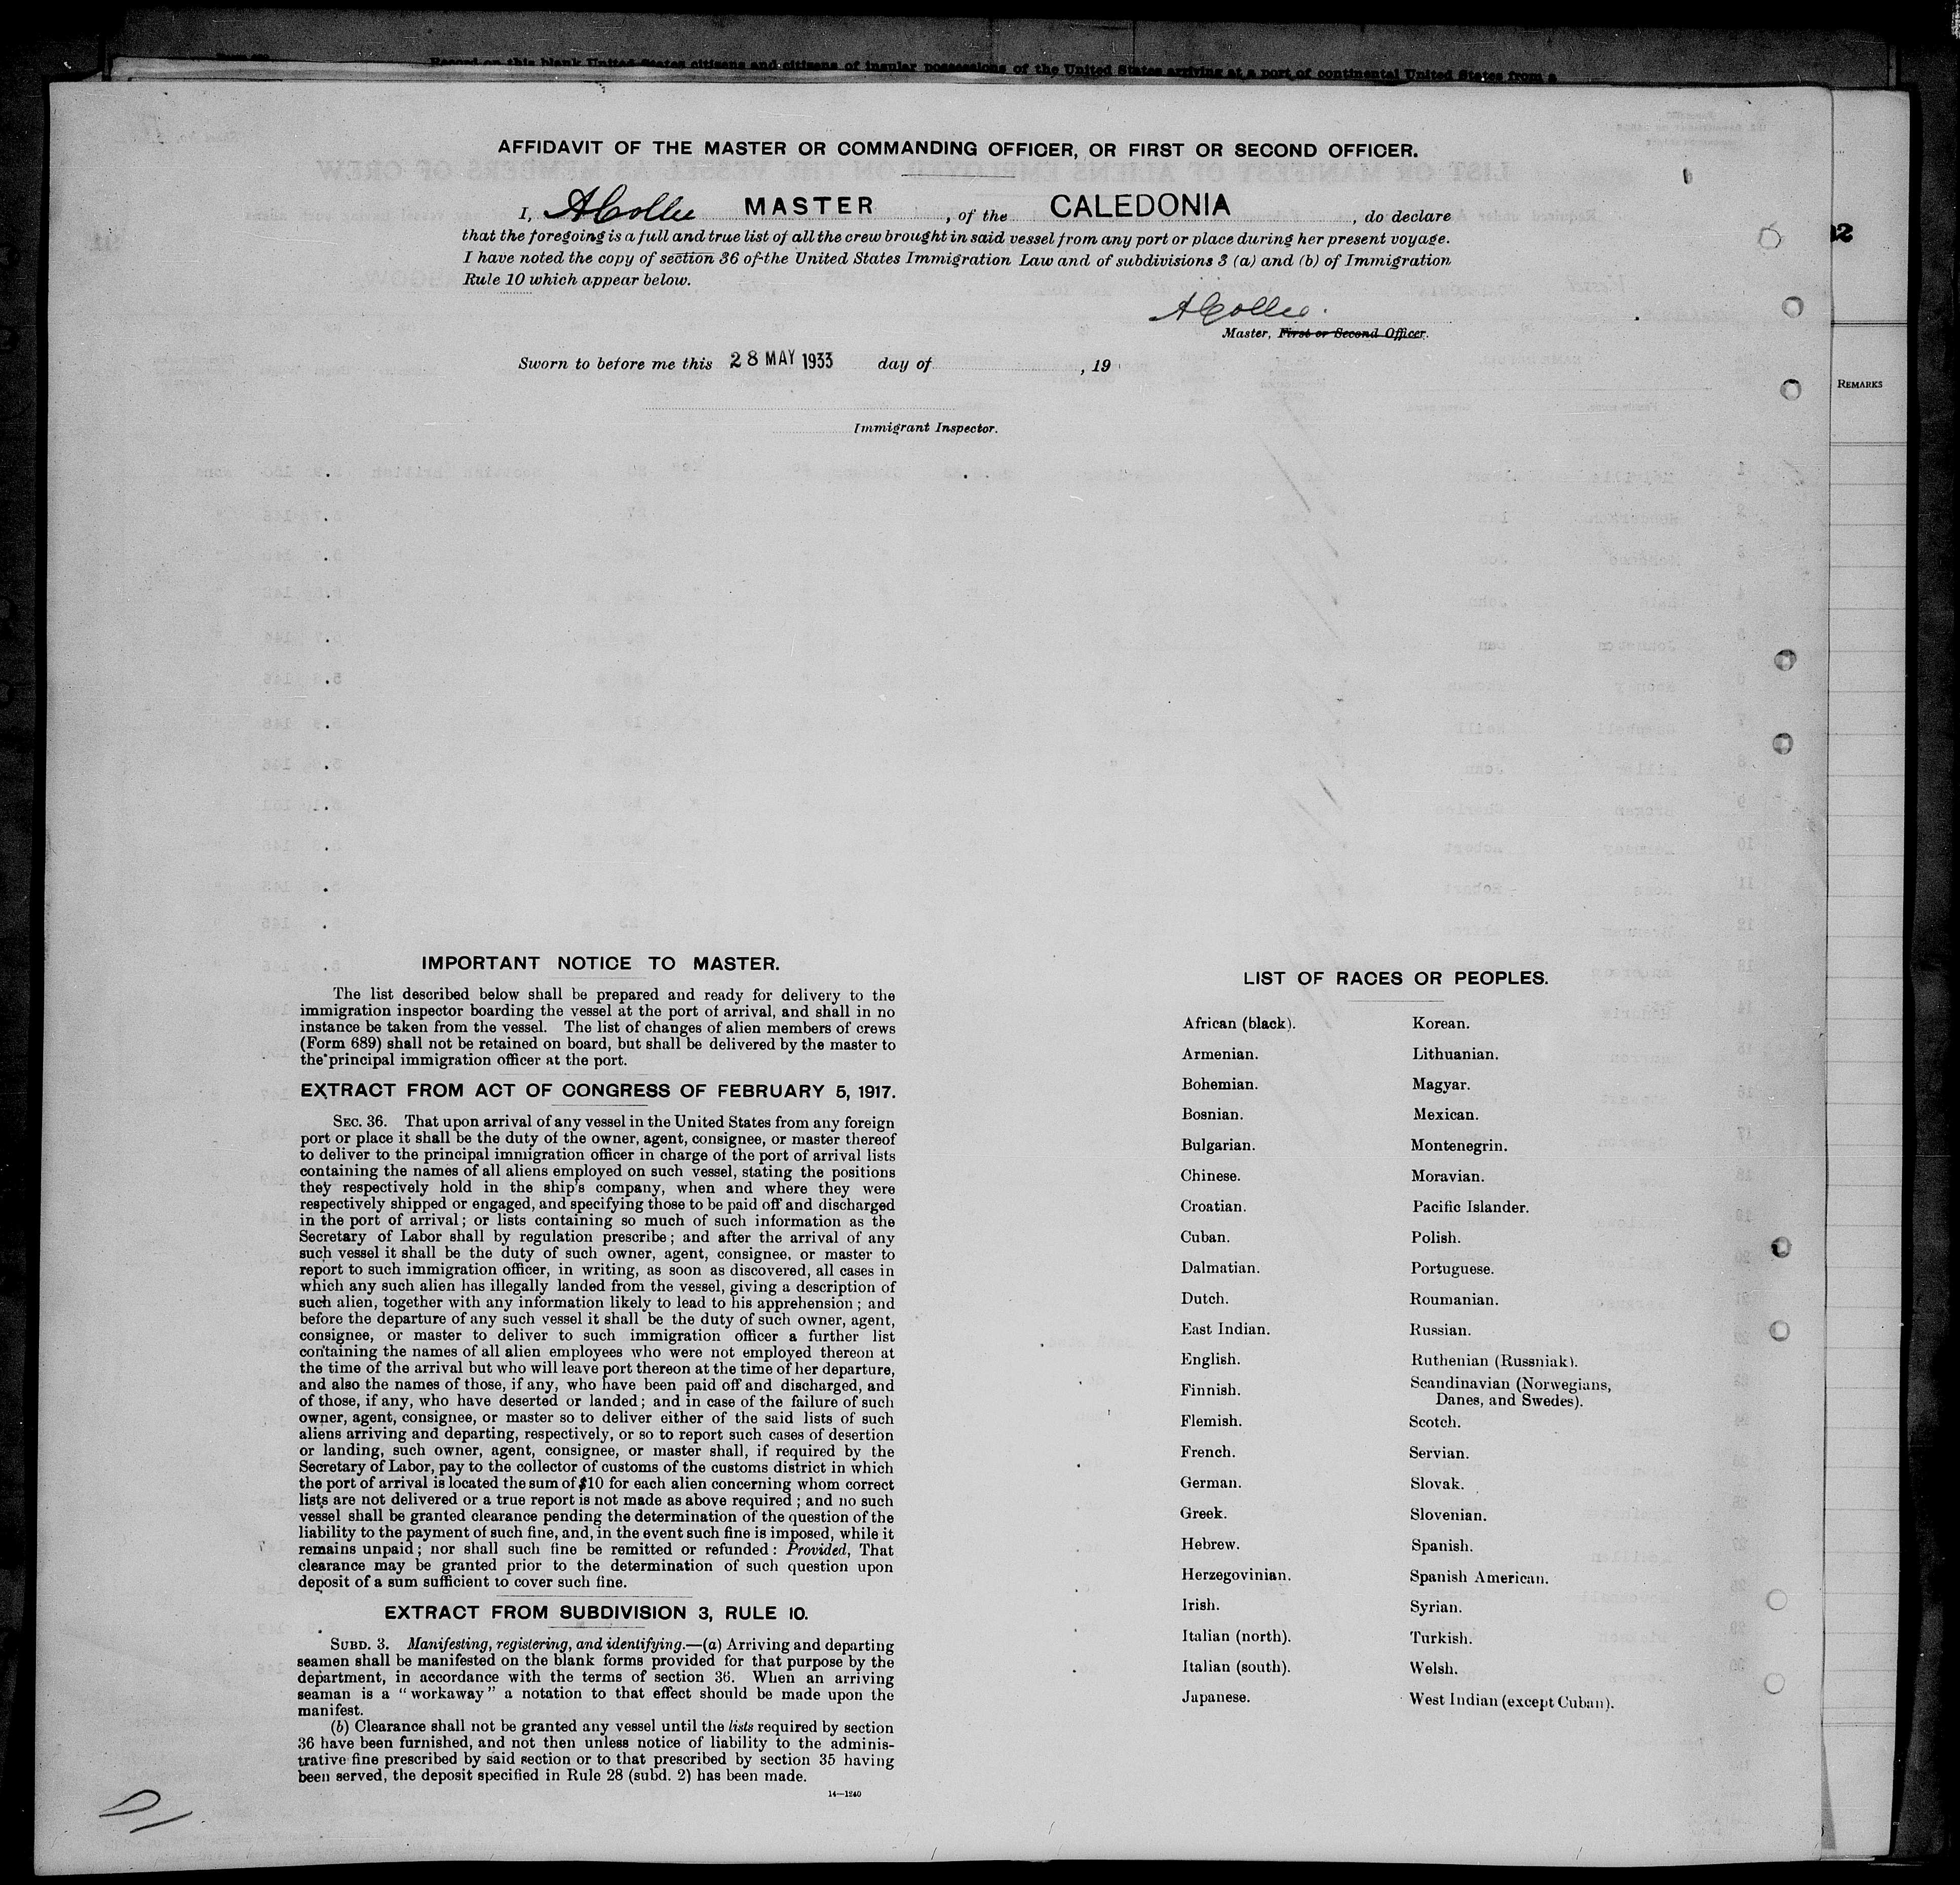 Record on this blank United States citizens and citizens of insular possessions of the United States arriving at a port of continental United States from a
AFFIDAVIT OF THE MASTER OR COMMANDING OFFICER, OR FIRST OR SECOND OFFICER.
I, A Collie MASTER, of the CALEDONIA, do declare
that the foregoing is a full and true list of all the crew brought in said vessel from any port or place during her present voyage.
I have noted the copy of section 36 of the United States Immigration Law and of subdivisions 3 (a) and (b) of Immigration
Rule 10 which appear below.
A Collie.
Master, First or Second Officer.
Sworn to before me this 28 MAY 1933 day of , 19
Immigrant Inspector.
REMARKS
IMPORTANT NOTICE TO MASTER.
The list described below shall be prepared and ready for delivery to the
immigration inspector boarding the vessel at the port of arrival, and shall in no
instance be taken from the vessel. The list of changes of alien members of crews
(Form 689) shall not be retained on board, but shall be delivered by the master to
the principal immigration officer at the port.
EXTRACT FROM ACT OF CONGRESS OF FEBRUARY 5, 1917.
SEC. 36. That upon arrival of any vessel in the United States from any foreign
port or place it shall be the duty of the owner, agent, consignee, or master thereof
to deliver to the principal immigration officer in charge of the port of arrival lists
containing the names of all aliens employed on such vessel, stating the positions
they respectively hold in the ship's company, when and where they were
respectively shipped or engaged, and specifying those to be paid off and discharged
in the port of arrival; or lists containing so much of such information as the
Secretary of Labor shall by regulation prescribe; and after the arrival of any
such vessel it shall be the duty of such owner, agent, consignee, or master to
report to such immigration officer, in writing, as soon as discovered, all cases in
which any such alien has illegally landed from the vessel, giving a description of
such alien, together with any information likely to lead to his apprehension; and
before the departure of any such vessel it shall be the duty of such owner, agent,
consignee, or master to deliver to such immigration officer a further list
containing the names of all alien employees who were not employed thereon at
the time of the arrival but who will leave port thereon at the time of her departure,
and also the names of those, if any, who have been paid off and discharged, and
of those, if any, who have deserted or landed; and in case of the failure of such
owner, agent, consignee, or master so to deliver either of the said lists of such
aliens arriving and departing, respectively, or so to report such cases of desertion
or landing, such owner, agent, consignee, or master shall, if required by the
Secretary of Labor, pay to the collector of customs of the customs district in which
the port of arrival is located the sum of $10 for each alien concerning whom correct
lists are not delivered or a true report is not made as above required; and no such
vessel shall be granted clearance pending the determination of the question of the
liability to the payment of such fine, and, in the event such fine is imposed, while it
remains unpaid; nor shall such fine be remitted or refunded: Provided, That
clearance may be granted prior to the determination of such question upon
deposit of a sum sufficient to cover such fine.
EXTRACT FROM SUBDIVISION 3, RULE 10.
SUBD. 3. Manifesting, registering, and identifying.—(a) Arriving and departing
seamen shall be manifested on the blank forms provided for that purpose by the
department, in accordance with the terms of section 36. When an arriving
seaman is a "workaway" a notation to that effect should be made upon the
manifest.
(b) Clearance shall not be granted any vessel until the lists required by section
36 have been furnished, and not then unless notice of liability to the adminis-
trative fine prescribed by said section or to that prescribed by section 35 having
been served, the deposit specified in Rule 28 (subd. 2) has been made.
14—1240
LIST OF RACES OR PEOPLES.
African (black).
Armenian.
Bohemian.
Bosnian.
Bulgarian.
Chinese.
Croatian.
Cuban.
Dalmatian.
Dutch.
East Indian.
English.
Finnish.
Flemish.
French.
German.
Greek.
Hebrew.
Herzegovinian.
Irish.
Italian (north).
Italian (south).
Japanese.
Korean.
Lithuanian.
Magyar.
Mexican.
Montenegrin.
Moravian.
Pacific Islander.
Polish.
Portuguese.
Roumanian.
Russian.
Ruthenian (Russniak).
Scandinavian (Norwegians,
Danes, and Swedes).
Scotch.
Servian.
Slovak.
Slovenian.
Spanish.
Spanish American.
Syrian.
Turkish.
Welsh.
West Indian (except Cuban).